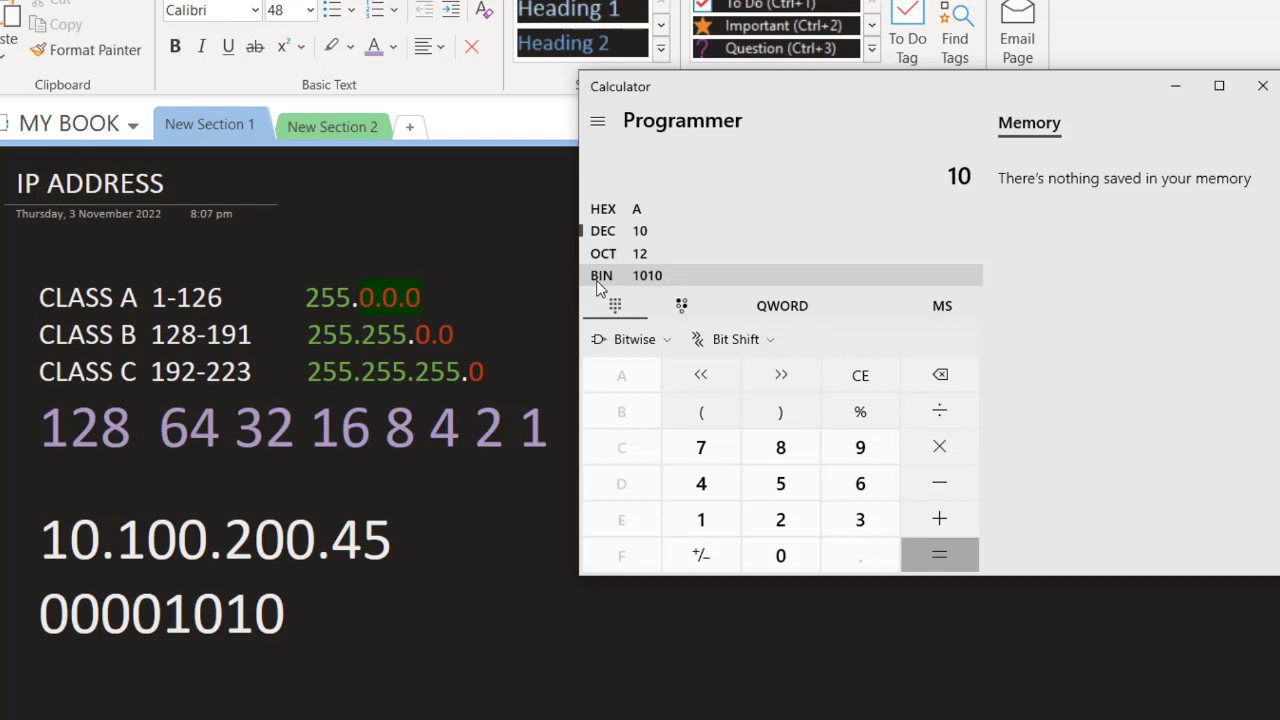 Cut
Calibri 48
Heading 1
To Do (Ctrl+1)
Copy
Important (Ctrl+2)
ste
Format Painter
B I U ab x² A
Heading 2
Question (Ctrl+3)
To Do Tag
Find Tags
Email Page
Clipboard
Basic Text
MY BOOK
New Section 1
New Section 2
+
Calculator
Programmer
Memory
10
There's nothing saved in your memory
HEX A
DEC 10
OCT 12
BIN 1010
QWORD
MS
Bitwise
Bit Shift
A << >> CE
B ( ) % ÷
C 7 8 9 ×
D 4 5 6 −
E 1 2 3 +
F +/− 0 . =
IP ADDRESS
Thursday, 3 November 2022 8:07 pm
CLASS A 1-126 255.0.0.0
CLASS B 128-191 255.255.0.0
CLASS C 192-223 255.255.255.0
128 64 32 16 8 4 2 1
10.100.200.45
00001010